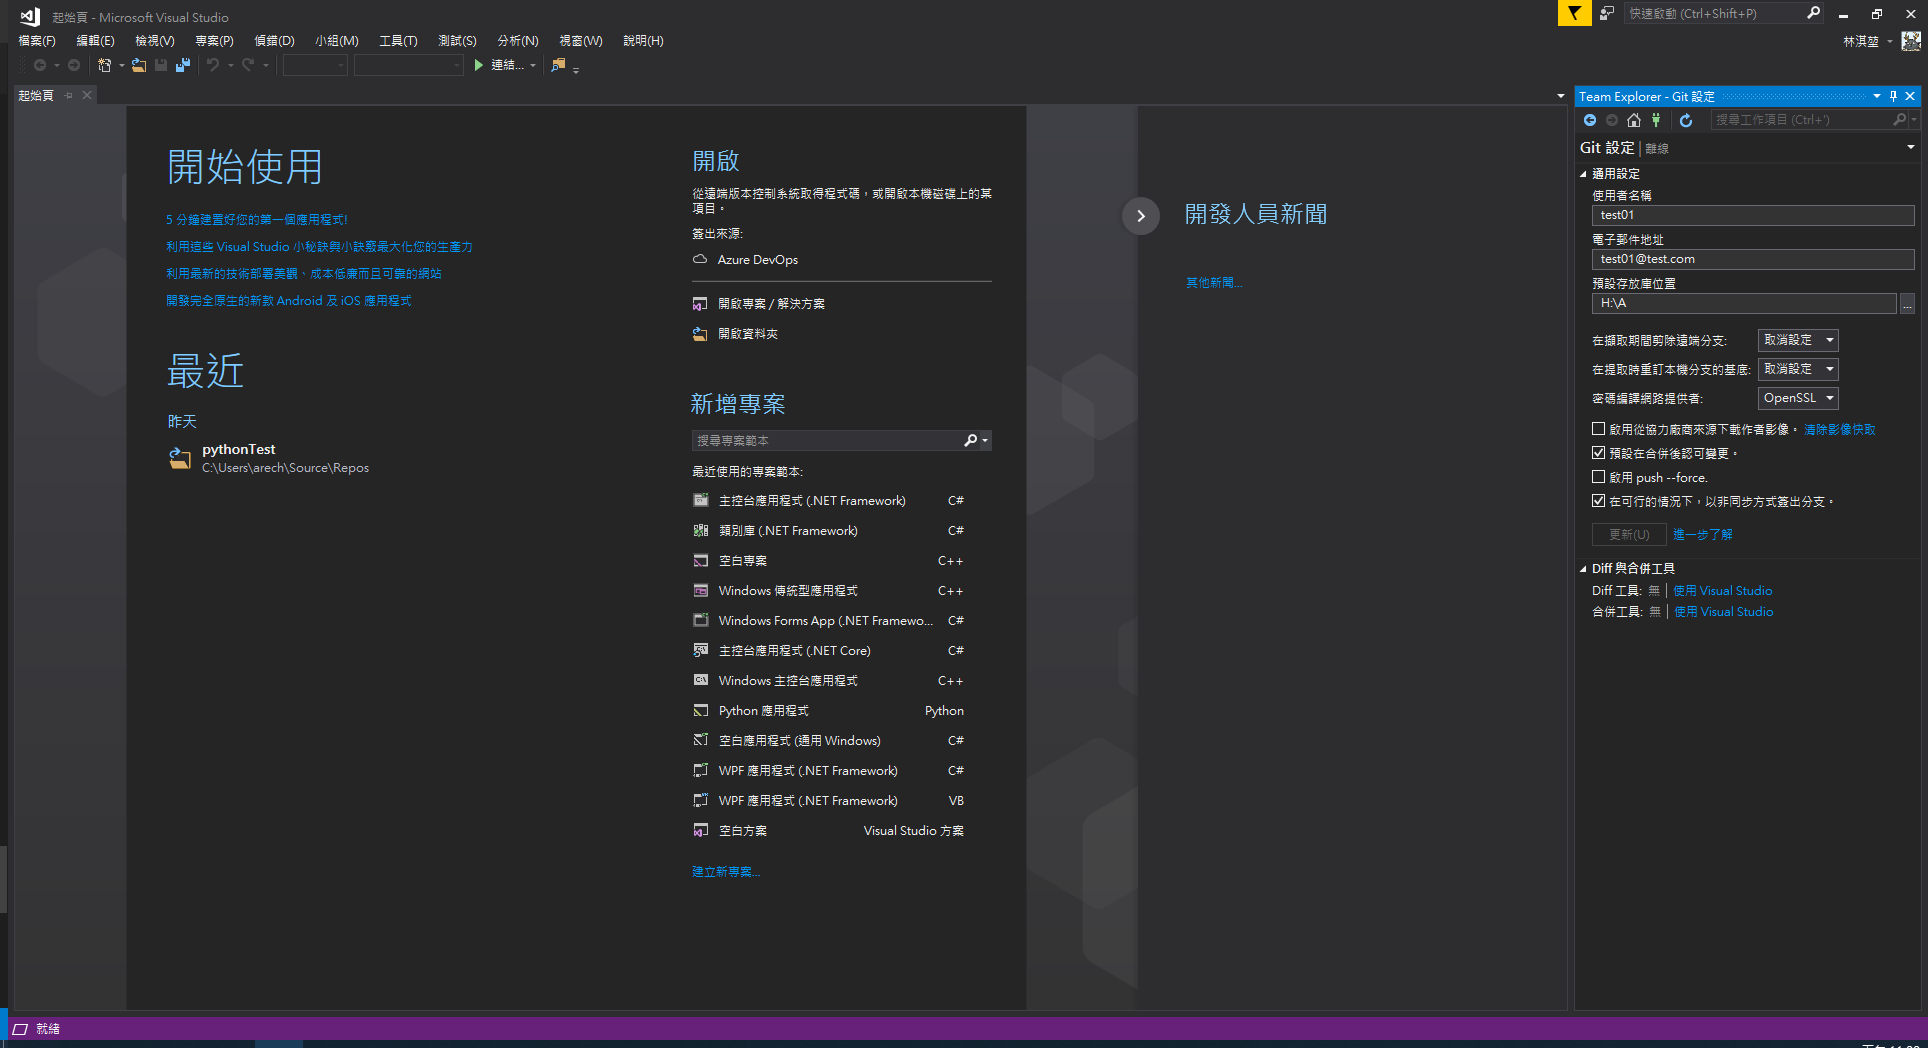 起始頁 - Microsoft Visual Studio
快速啟動 (Ctrl+Shift+P)
檔案(F) 編輯(E) 檢視(V) 專案(P) 偵錯(D) 小組(M) 工具(T) 測試(S) 分析(N) 視窗(W) 說明(H)
林淇堃
連結...
起始頁
開始使用
5 分鐘建置好您的第一個應用程式!
利用這些 Visual Studio 小秘訣與小訣竅最大化您的生產力
利用最新的技術部署美觀、成本低廉而且可靠的網站
開發完全原生的新款 Android 及 iOS 應用程式
最近
昨天
pythonTest
C:\Users\arech\Source\Repos
開啟
從遠端版本控制系統取得程式碼，或開啟本機磁碟上的某
項目。
簽出來源:
Azure DevOps
開啟專案 / 解決方案
開啟資料夾
新增專案
搜尋專案範本
最近使用的專案範本:
主控台應用程式 (.NET Framework) C#
類別庫 (.NET Framework) C#
空白專案 C++
Windows 傳統型應用程式 C++
Windows Forms App (.NET Framewo... C#
主控台應用程式 (.NET Core) C#
Windows 主控台應用程式 C++
Python 應用程式 Python
空白應用程式 (通用 Windows) C#
WPF 應用程式 (.NET Framework) C#
WPF 應用程式 (.NET Framework) VB
空白方案 Visual Studio 方案
建立新專案...
開發人員新聞
其他新聞...
Team Explorer - Git 設定
搜尋工作項目 (Ctrl+')
Git 設定 | 離線
通用設定
使用者名稱
test01
電子郵件地址
test01@test.com
預設存放庫位置
H:\A
...
在擷取期間剪除遠端分支: 取消設定
在提取時重訂本機分支的基底: 取消設定
密碼編譯網路提供者: OpenSSL
啟用從協力廠商來源下載作者影像。 清除影像快取
預設在合併後認可變更。
啟用 push --force.
在可行的情況下，以非同步方式簽出分支。
更新(U) 進一步了解
Diff 與合併工具
Diff 工具: 無 | 使用 Visual Studio
合併工具: 無 | 使用 Visual Studio
就緒